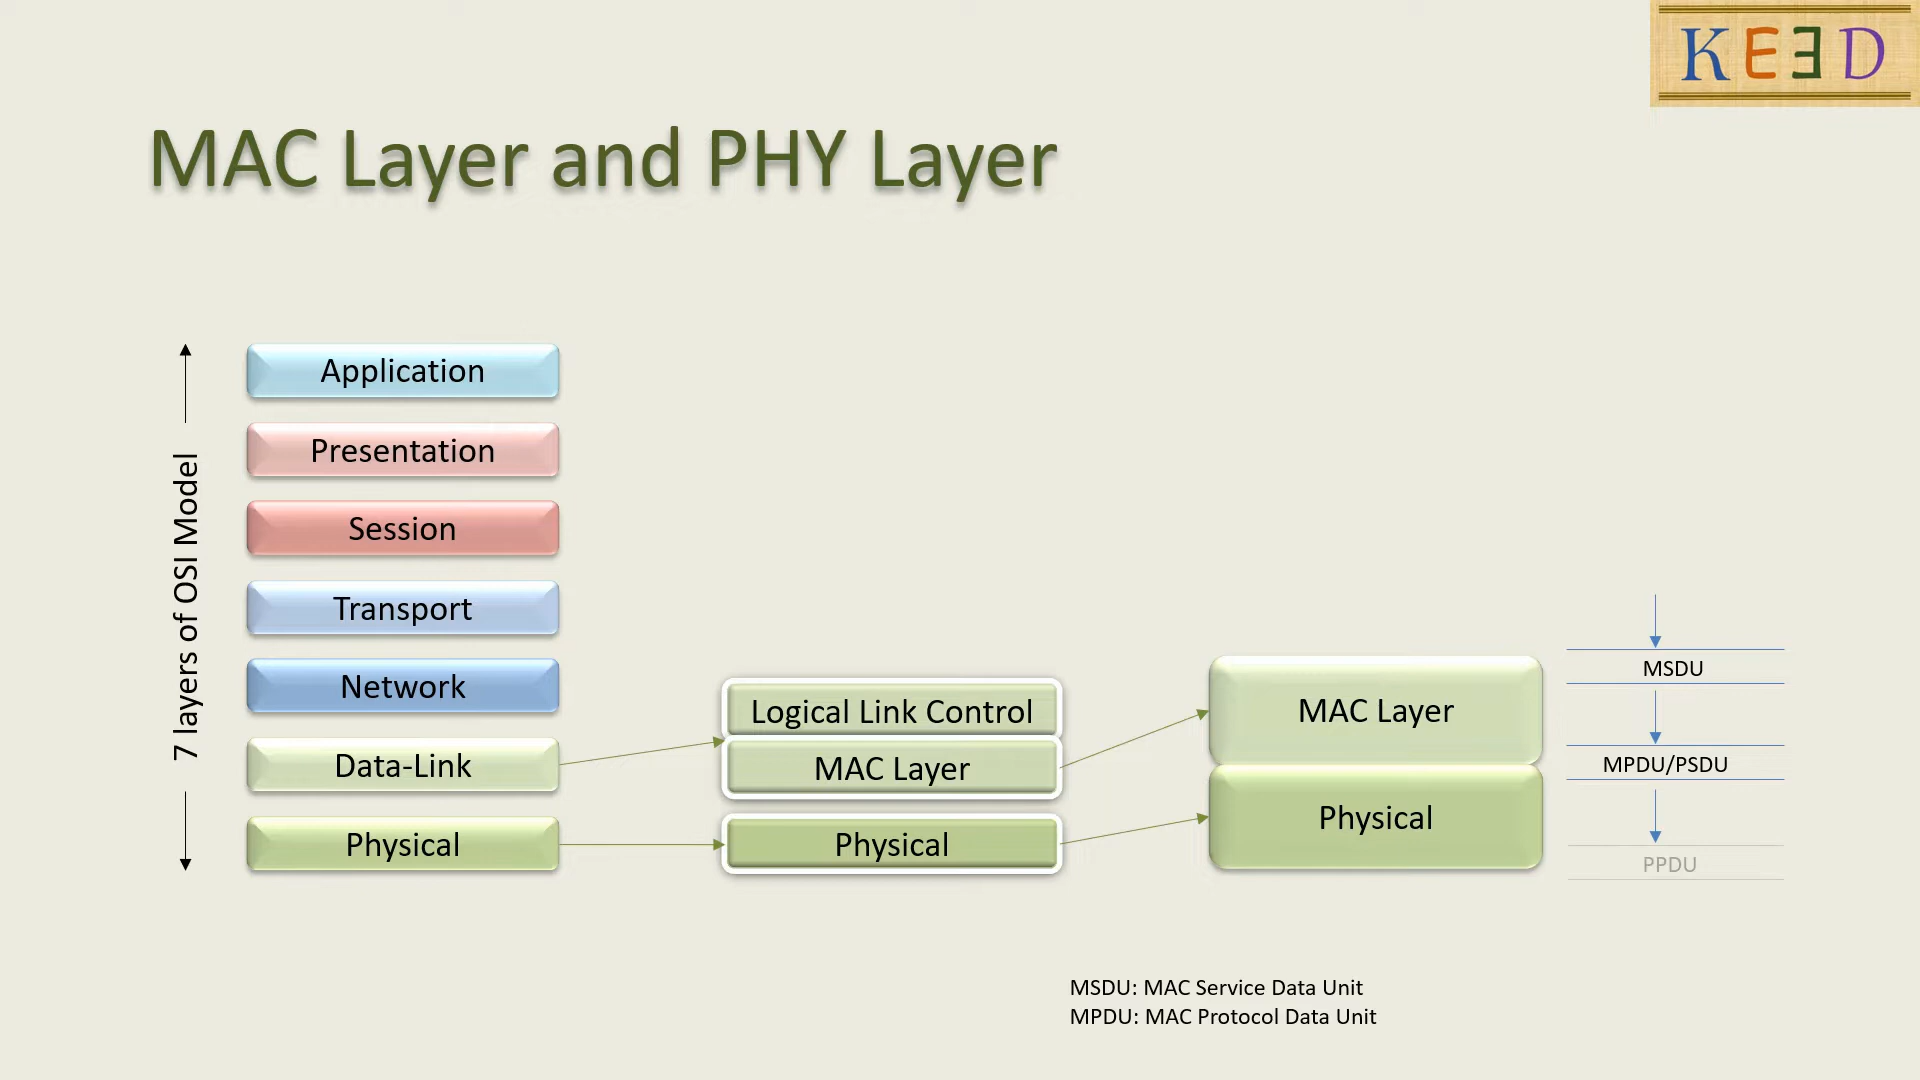 KEED
MAC Layer and PHY Layer
7 layers of OSI Model
Application
Presentation
Session
Transport
Network
Data-Link
Physical
Logical Link Control
MAC Layer
Physical
MAC Layer
Physical
MSDU
MPDU/PSDU
PPDU
MSDU: MAC Service Data Unit
MPDU: MAC Protocol Data Unit